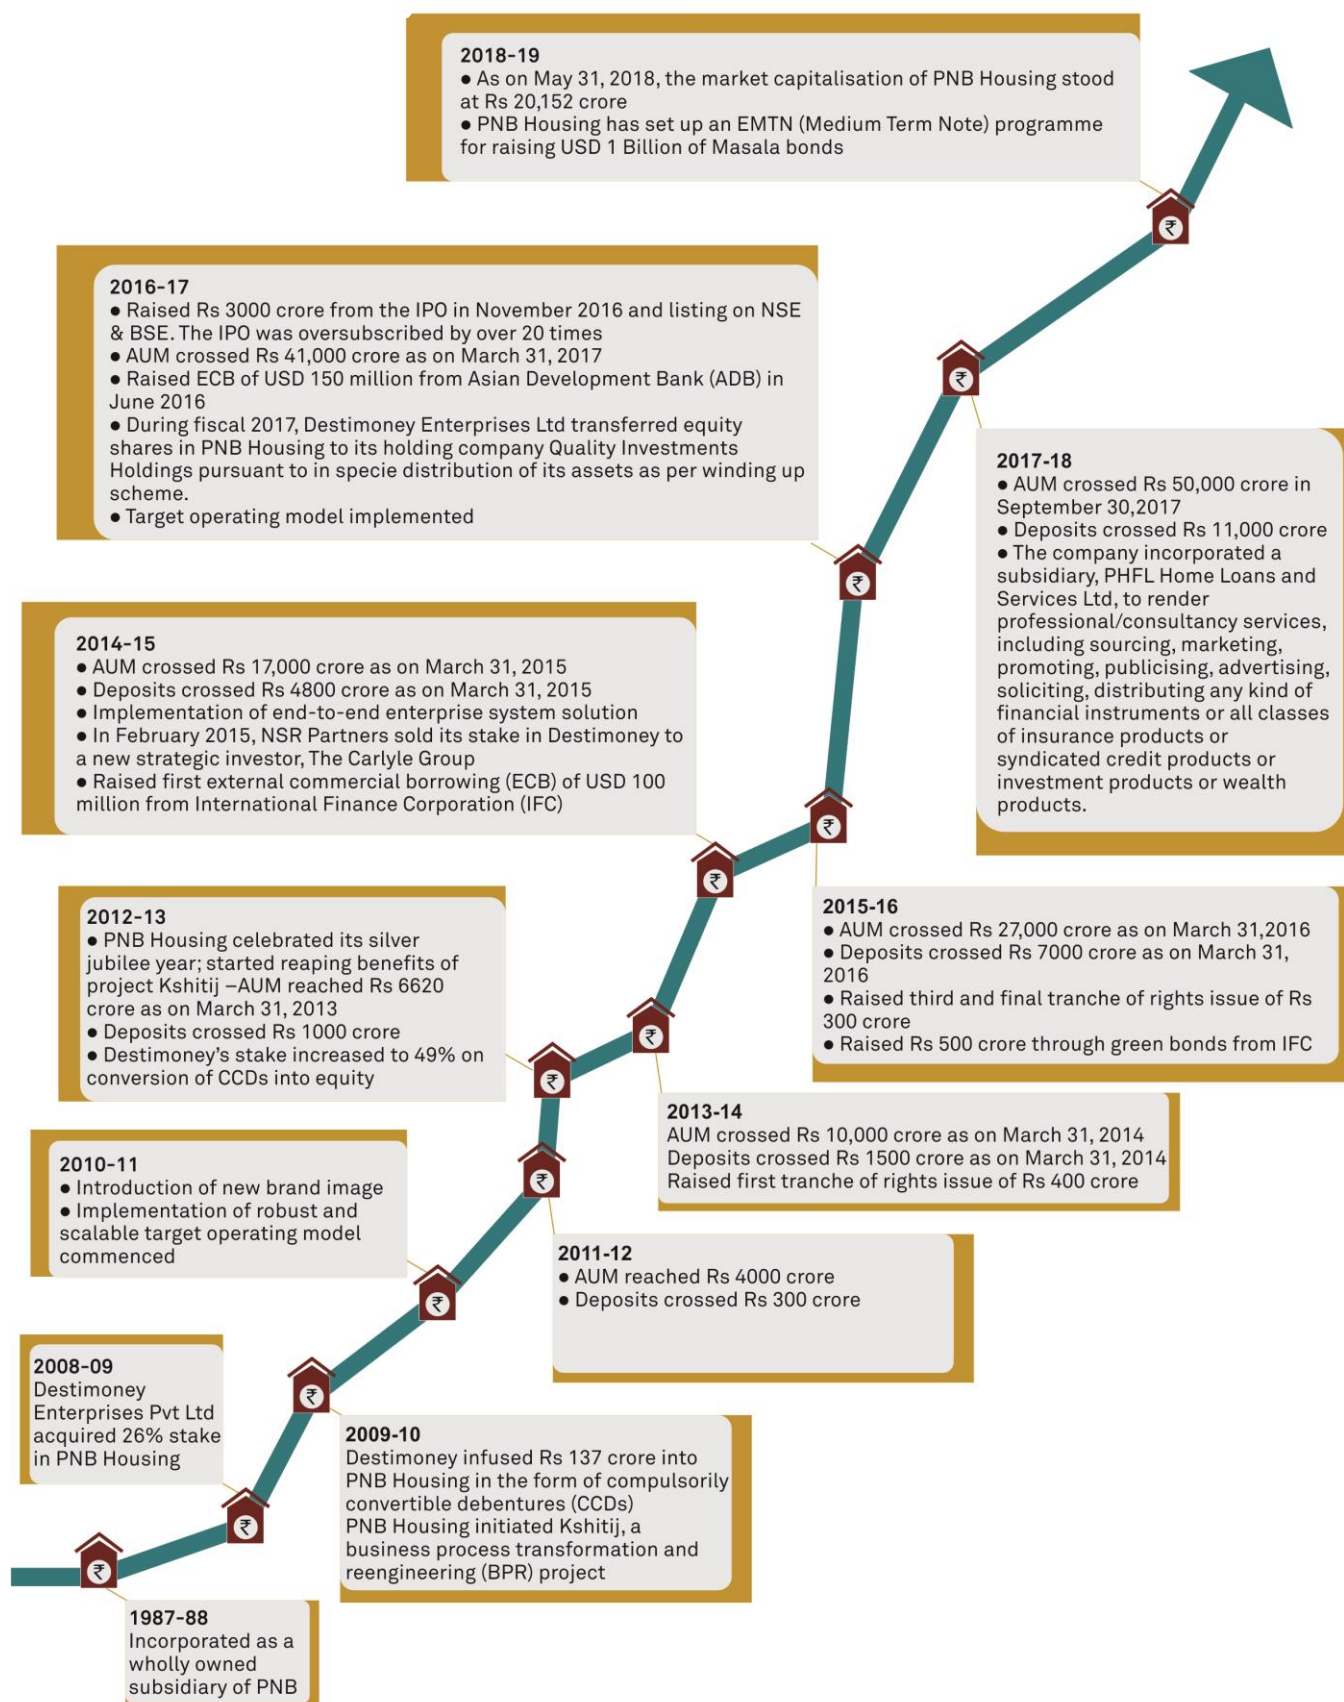 2018-19
● As on May 31, 2018, the market capitalisation of PNB Housing stood
at Rs 20,152 crore
● PNB Housing has set up an EMTN (Medium Term Note) programme
for raising USD 1 Billion of Masala bonds
₹
2016-17
● Raised Rs 3000 crore from the IPO in November 2016 and listing on NSE
& BSE. The IPO was oversubscribed by over 20 times
● AUM crossed Rs 41,000 crore as on March 31, 2017
● Raised ECB of USD 150 million from Asian Development Bank (ADB) in
June 2016
● During fiscal 2017, Destimoney Enterprises Ltd transferred equity
shares in PNB Housing to its holding company Quality Investments
Holdings pursuant to in specie distribution of its assets as per winding up
scheme.
● Target operating model implemented
₹
2017-18
● AUM crossed Rs 50,000 crore in
September 30,2017
● Deposits crossed Rs 11,000 crore
● The company incorporated a
subsidiary, PHFL Home Loans and
Services Ltd, to render
professional/consultancy services,
including sourcing, marketing,
promoting, publicising, advertising,
soliciting, distributing any kind of
financial instruments or all classes
of insurance products or
syndicated credit products or
investment products or wealth
products.
₹
2014-15
● AUM crossed Rs 17,000 crore as on March 31, 2015
● Deposits crossed Rs 4800 crore as on March 31, 2015
● Implementation of end-to-end enterprise system solution
● In February 2015, NSR Partners sold its stake in Destimoney to
a new strategic investor, The Carlyle Group
● Raised first external commercial borrowing (ECB) of USD 100
million from International Finance Corporation (IFC)
₹
₹
2015-16
● AUM crossed Rs 27,000 crore as on March 31,2016
● Deposits crossed Rs 7000 crore as on March 31,
2016
● Raised third and final tranche of rights issue of Rs
300 crore
● Raised Rs 500 crore through green bonds from IFC
2012-13
● PNB Housing celebrated its silver
jubilee year; started reaping benefits of
project Kshitij –AUM reached Rs 6620
crore as on March 31, 2013
● Deposits crossed Rs 1000 crore
● Destimoney's stake increased to 49% on
conversion of CCDs into equity
₹
₹
2013-14
AUM crossed Rs 10,000 crore as on March 31, 2014
Deposits crossed Rs 1500 crore as on March 31, 2014
Raised first tranche of rights issue of Rs 400 crore
2010-11
● Introduction of new brand image
● Implementation of robust and
scalable target operating model
commenced
₹
2011-12
● AUM reached Rs 4000 crore
● Deposits crossed Rs 300 crore
₹
2008-09
Destimoney
Enterprises Pvt Ltd
acquired 26% stake
in PNB Housing
₹
2009-10
Destimoney infused Rs 137 crore into
PNB Housing in the form of compulsorily
convertible debentures (CCDs)
PNB Housing initiated Kshitij, a
business process transformation and
reengineering (BPR) project
₹
₹
1987-88
Incorporated as a
wholly owned
subsidiary of PNB